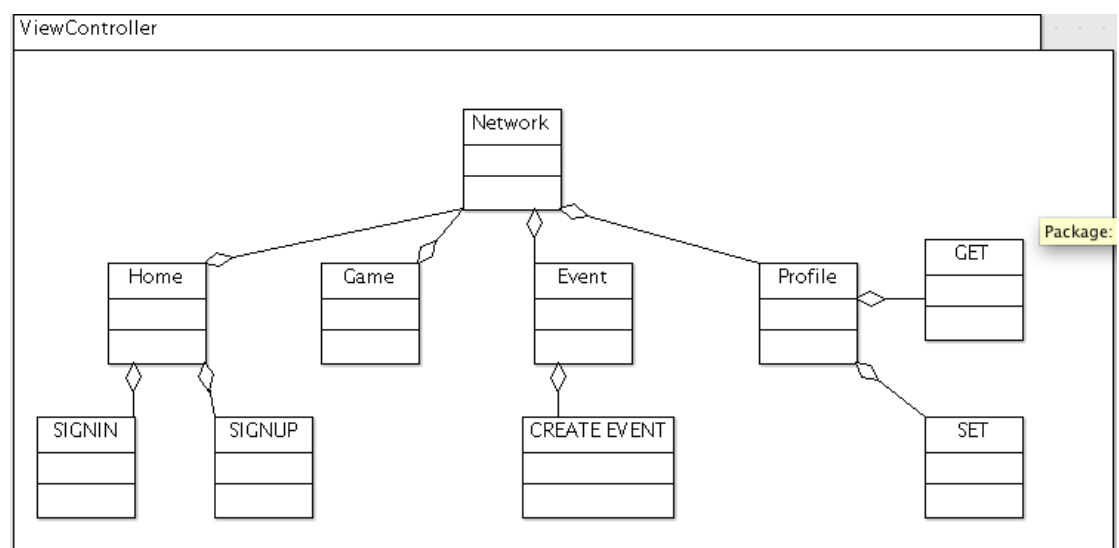 ViewController
Network
Package:
GET
Home
Game
Event
Profile
SIGNIN
SIGNUP
CREATE EVENT
SET